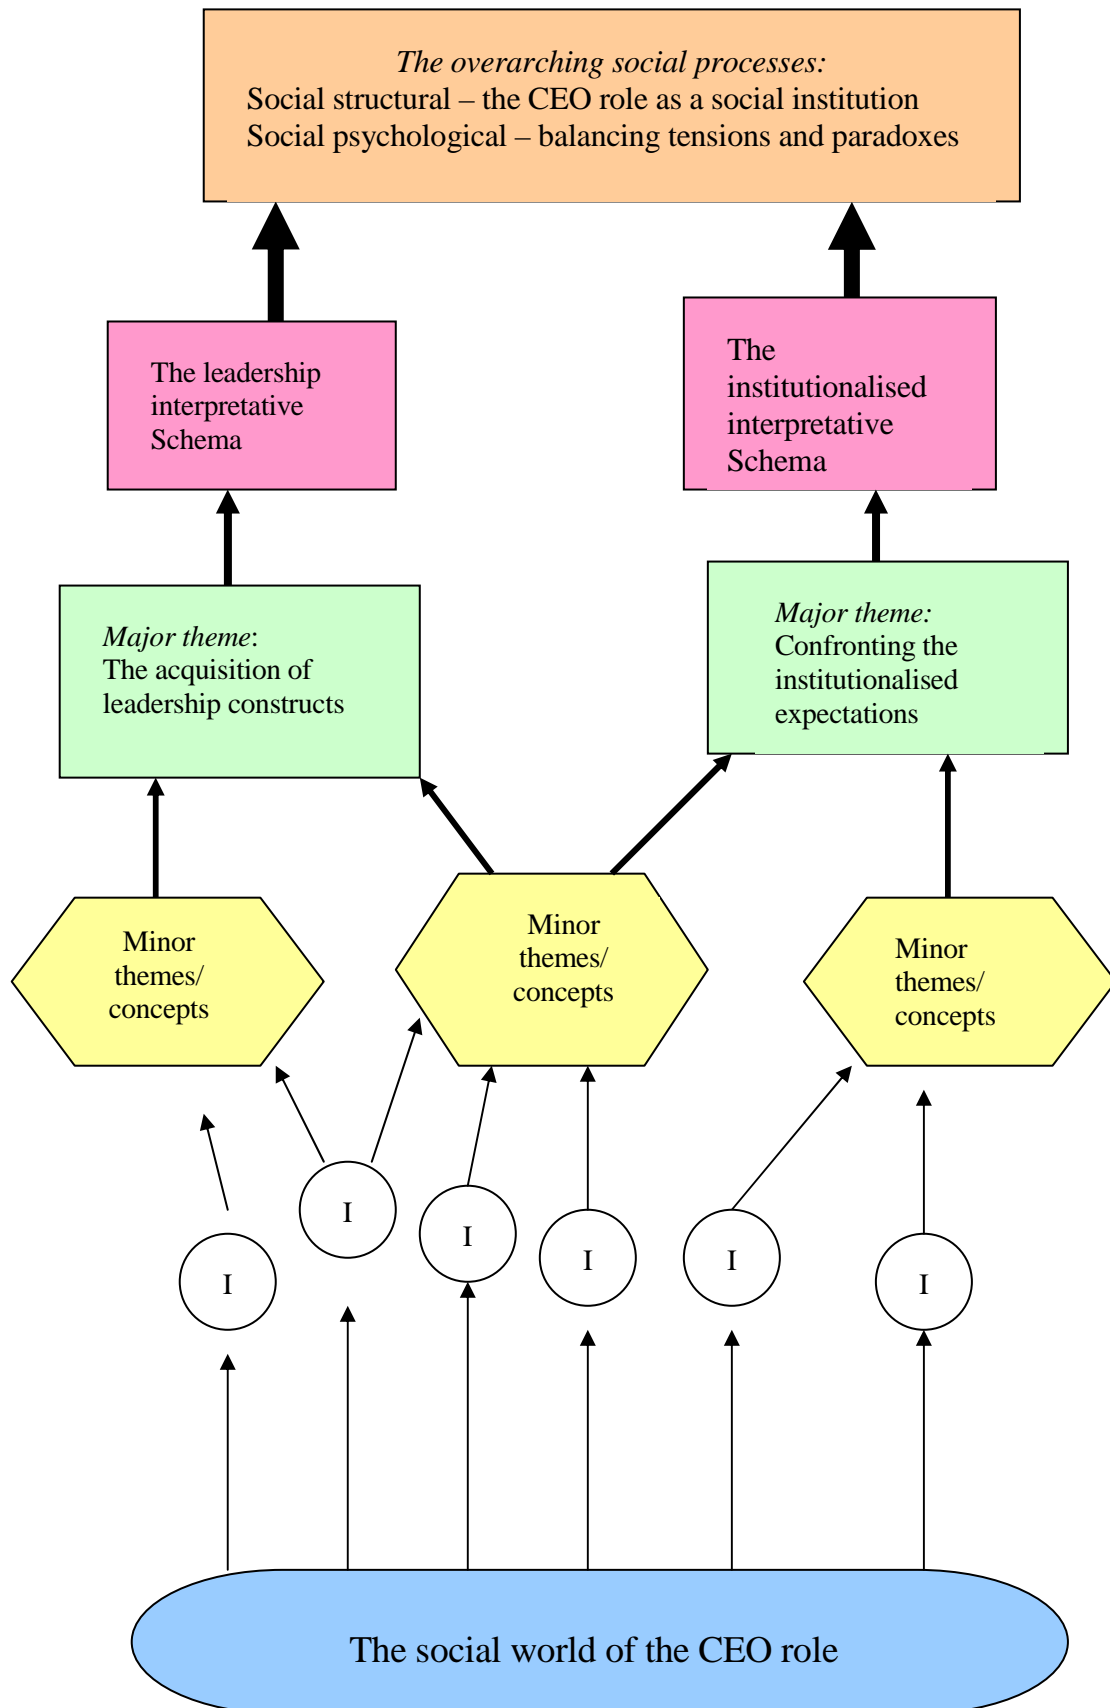 The overarching social processes:
Social structural – the CEO role as a social institution
Social psychological – balancing tensions and paradoxes
The leadership
interpretative
Schema
The
institutionalised
interpretative
Schema
Major theme:
The acquisition of
leadership constructs
Major theme:
Confronting the
institutionalised
expectations
Minor
themes/
concepts
Minor
themes/
concepts
Minor
themes/
concepts
I
I
I
I
I
I
The social world of the CEO role